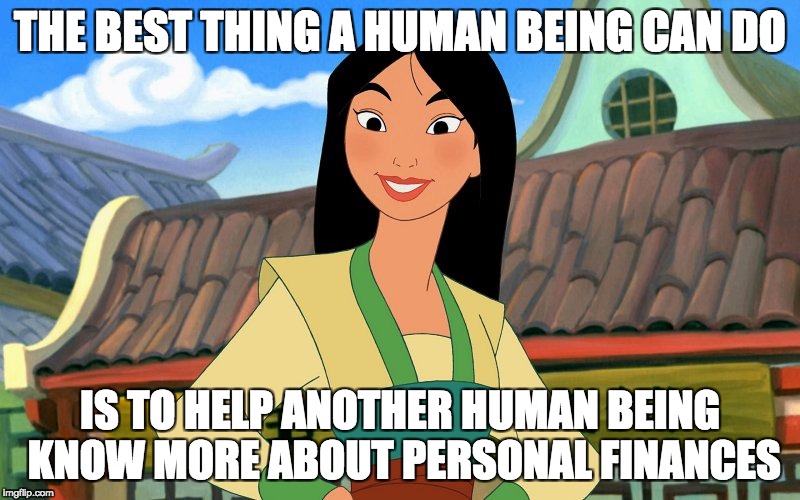 THE BEST THING A HUMAN BEING CAN DO
IS TO HELP ANOTHER HUMAN BEING
KNOW MORE ABOUT PERSONAL FINANCES
imgflip.com